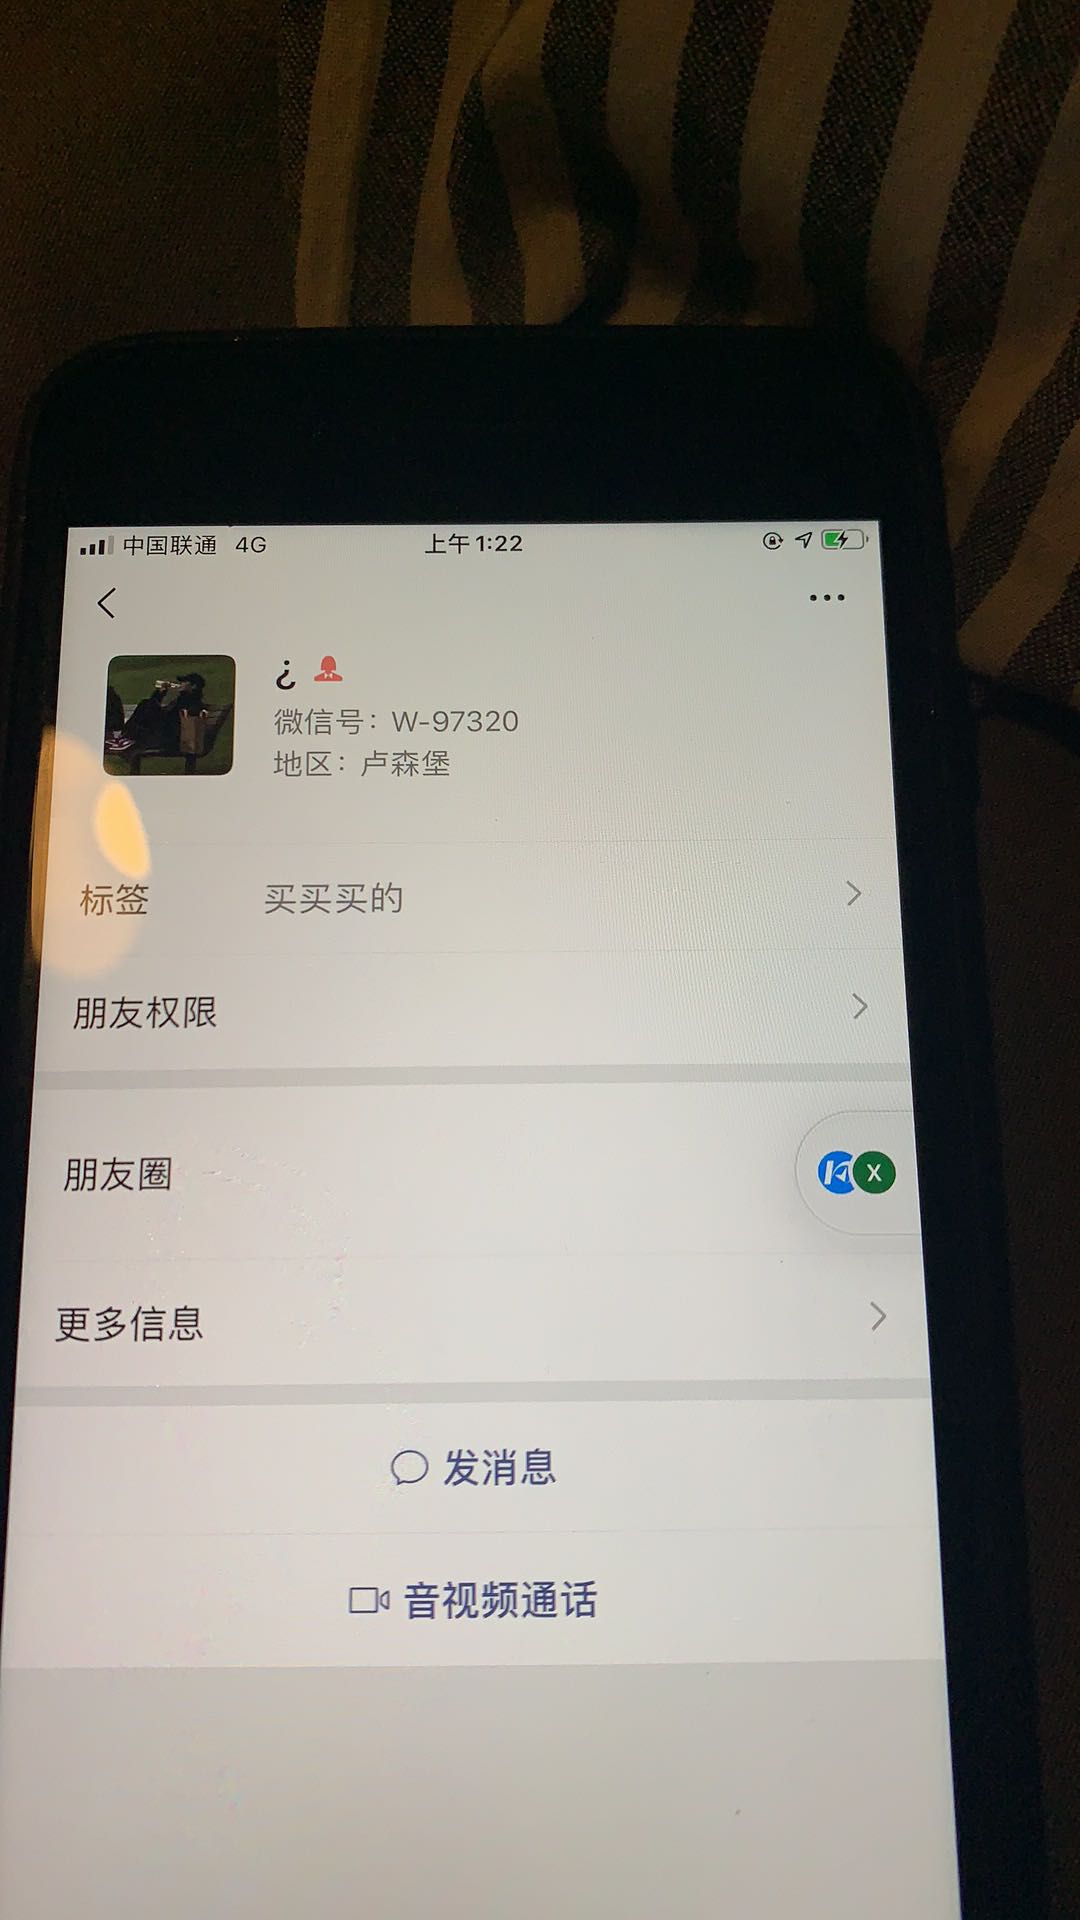 中国联通 4G 上午1:22
¿
微信号：W-97320
地区：卢森堡
标签 买买买的
朋友权限
朋友圈
X
更多信息
发消息
音视频通话